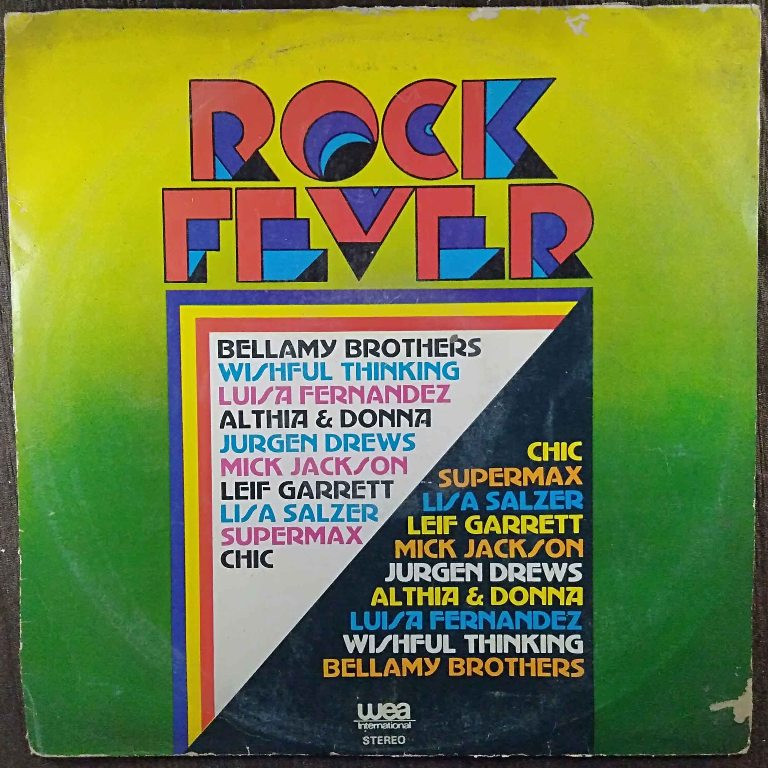 ROCK
FEVER
BELLAMY BROTHERS
WISHFUL THINKING
LUISA FERNANDEZ
ALTHIA & DONNA
JURGEN DREWS
MICK JACKSON
LEIF GARRETT
LISA SALZER
SUPERMAX
CHIC
CHIC
SUPERMAX
LISA SALZER
LEIF GARRETT
MICK JACKSON
JURGEN DREWS
ALTHIA & DONNA
LUISA FERNANDEZ
WISHFUL THINKING
BELLAMY BROTHERS
wea
International
STEREO